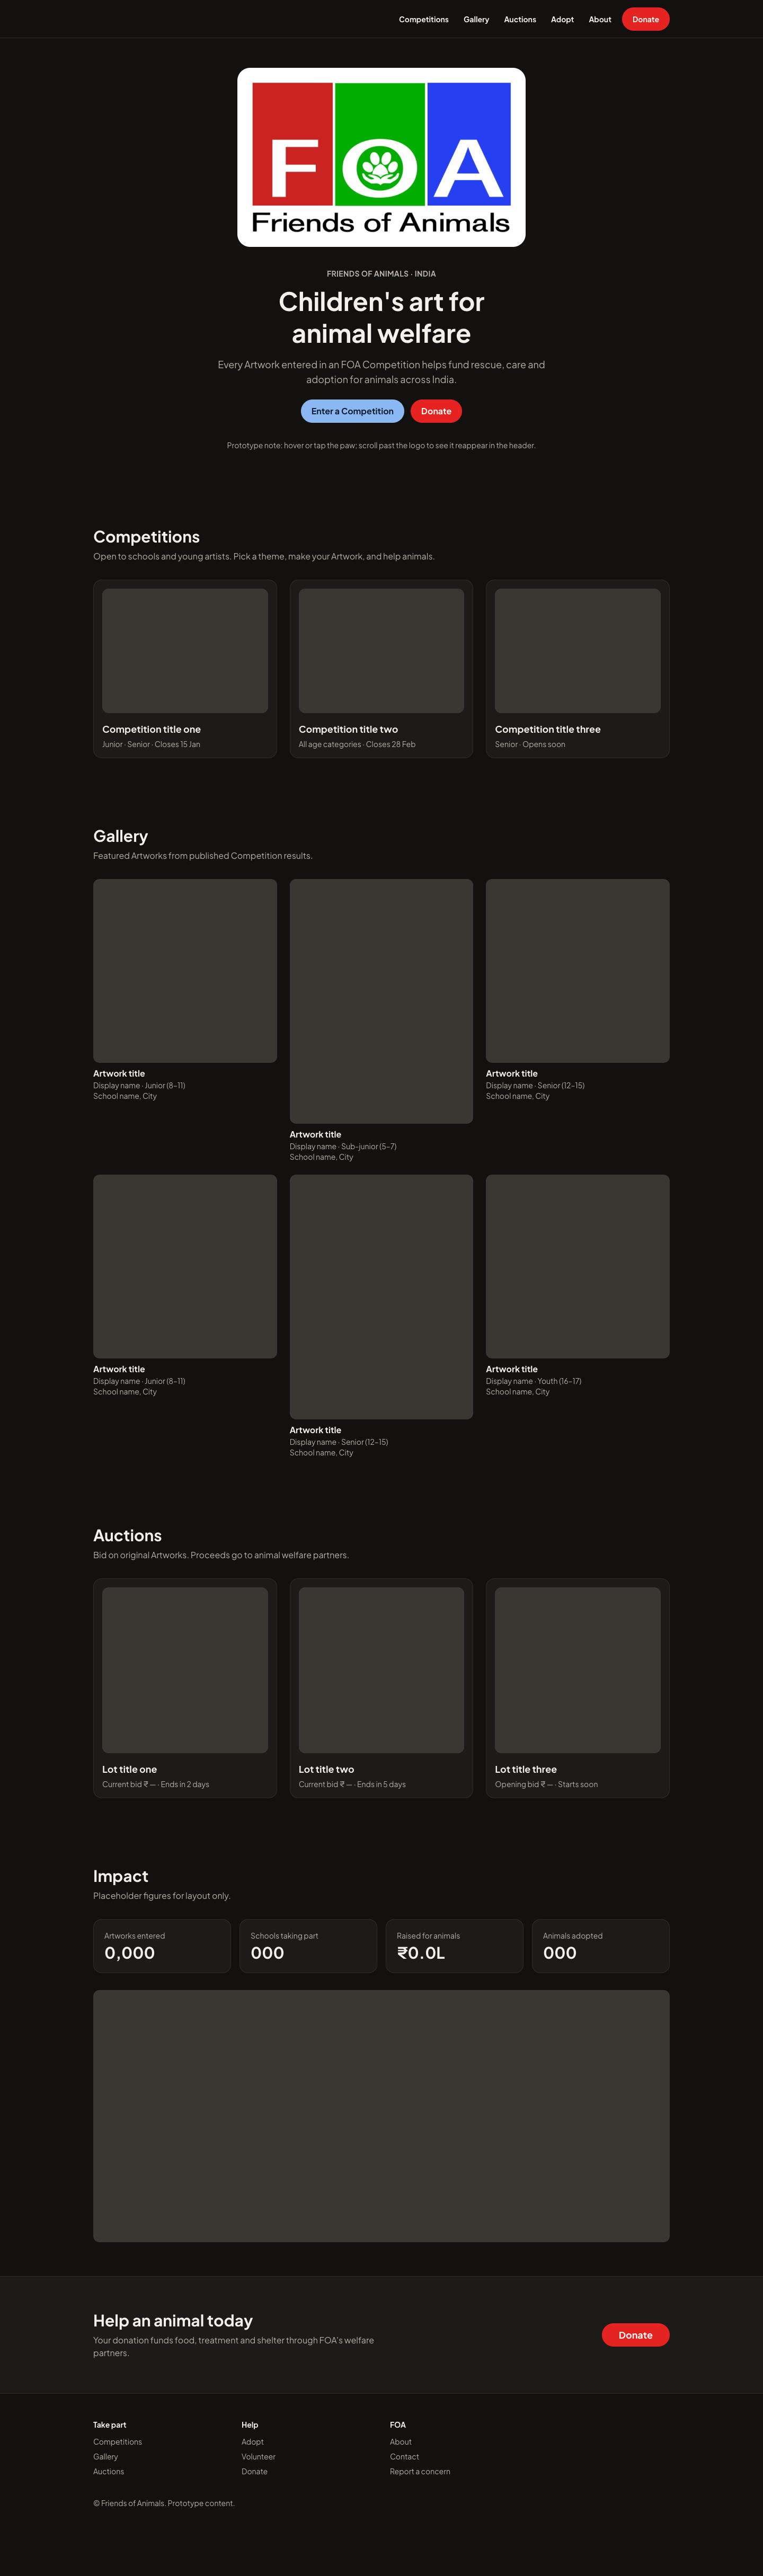 Competitions Gallery Auctions Adopt About Donate
FOA
Friends of Animals
FRIENDS OF ANIMALS · INDIA
Children's art for
animal welfare
Every Artwork entered in an FOA Competition helps fund rescue, care and
adoption for animals across India.
Enter a Competition Donate
Prototype note: hover or tap the paw; scroll past the logo to see it reappear in the header.
Competitions
Open to schools and young artists. Pick a theme, make your Artwork, and help animals.
Competition title one
Junior · Senior · Closes 15 Jan
Competition title two
All age categories · Closes 28 Feb
Competition title three
Senior · Opens soon
Gallery
Featured Artworks from published Competition results.
Artwork title
Display name · Junior (8–11)
School name, City
Artwork title
Display name · Sub-junior (5–7)
School name, City
Artwork title
Display name · Senior (12–15)
School name, City
Artwork title
Display name · Junior (8–11)
School name, City
Artwork title
Display name · Senior (12–15)
School name, City
Artwork title
Display name · Youth (16–17)
School name, City
Auctions
Bid on original Artworks. Proceeds go to animal welfare partners.
Lot title one
Current bid ₹ — · Ends in 2 days
Lot title two
Current bid ₹ — · Ends in 5 days
Lot title three
Opening bid ₹ — · Starts soon
Impact
Placeholder figures for layout only.
Artworks entered
0,000
Schools taking part
000
Raised for animals
₹0.0L
Animals adopted
000
Help an animal today
Your donation funds food, treatment and shelter through FOA's welfare
partners.
Donate
Take part
Competitions
Gallery
Auctions
Help
Adopt
Volunteer
Donate
FOA
About
Contact
Report a concern
© Friends of Animals. Prototype content.